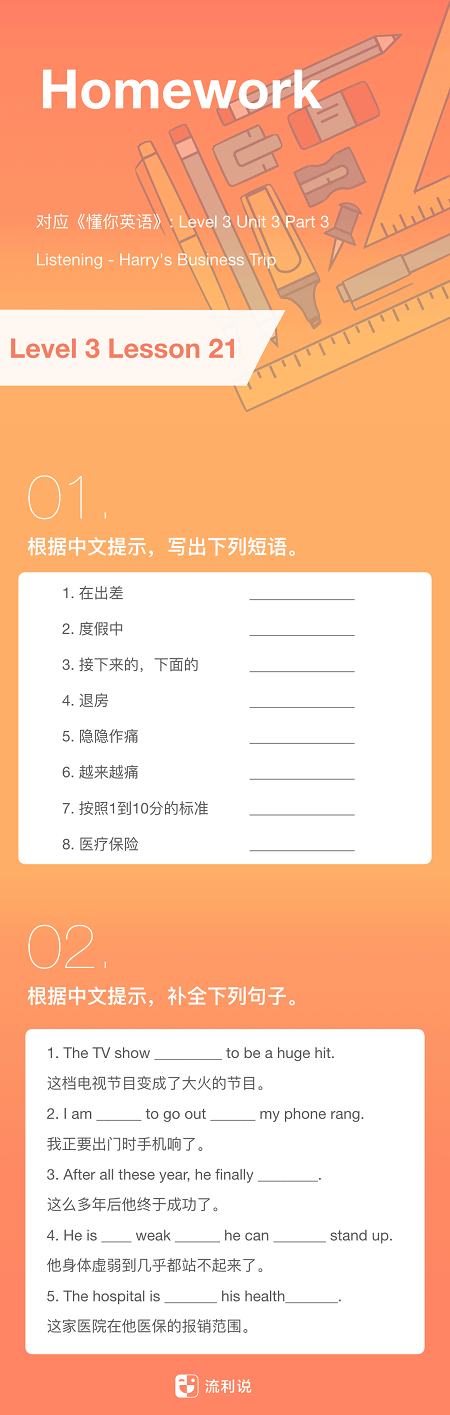 Homework
对应《懂你英语》: Level 3 Unit 3 Part 3
Listening - Harry's Business Trip
Level 3 Lesson 21
01.
根据中文提示，写出下列短语。
1. 在出差 ____________
2. 度假中 ____________
3. 接下来的，下面的 ____________
4. 退房 ____________
5. 隐隐作痛 ____________
6. 越来越痛 ____________
7. 按照1到10分的标准 ____________
8. 医疗保险 ____________
02.
根据中文提示，补全下列句子。
1. The TV show _________ to be a huge hit.
这档电视节目变成了大火的节目。
2. I am ______ to go out ______ my phone rang.
我正要出门时手机响了。
3. After all these year, he finally ________.
这么多年后他终于成功了。
4. He is ____ weak ______ he can _______ stand up.
他身体虚弱到几乎都站不起来了。
5. The hospital is _______ his health_______.
这家医院在他医保的报销范围。
流利说